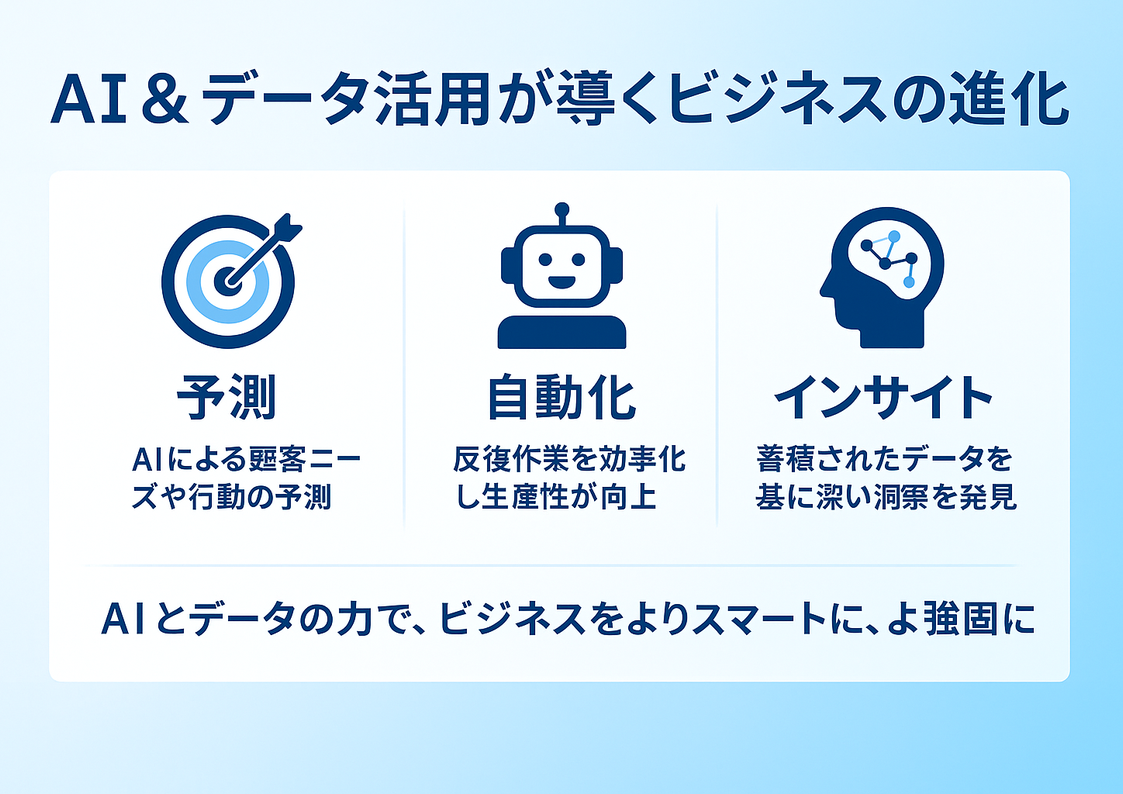 AI＆データ活用が導くビジネスの進化
予測
AIによる顧客ニー
ズや行動の予測
自動化
反復作業を効率化
し生産性が向上
インサイト
蓄積されたデータを
基に深い洞察を発見
AIとデータの力で、ビジネスをよりスマートに、よ強固に